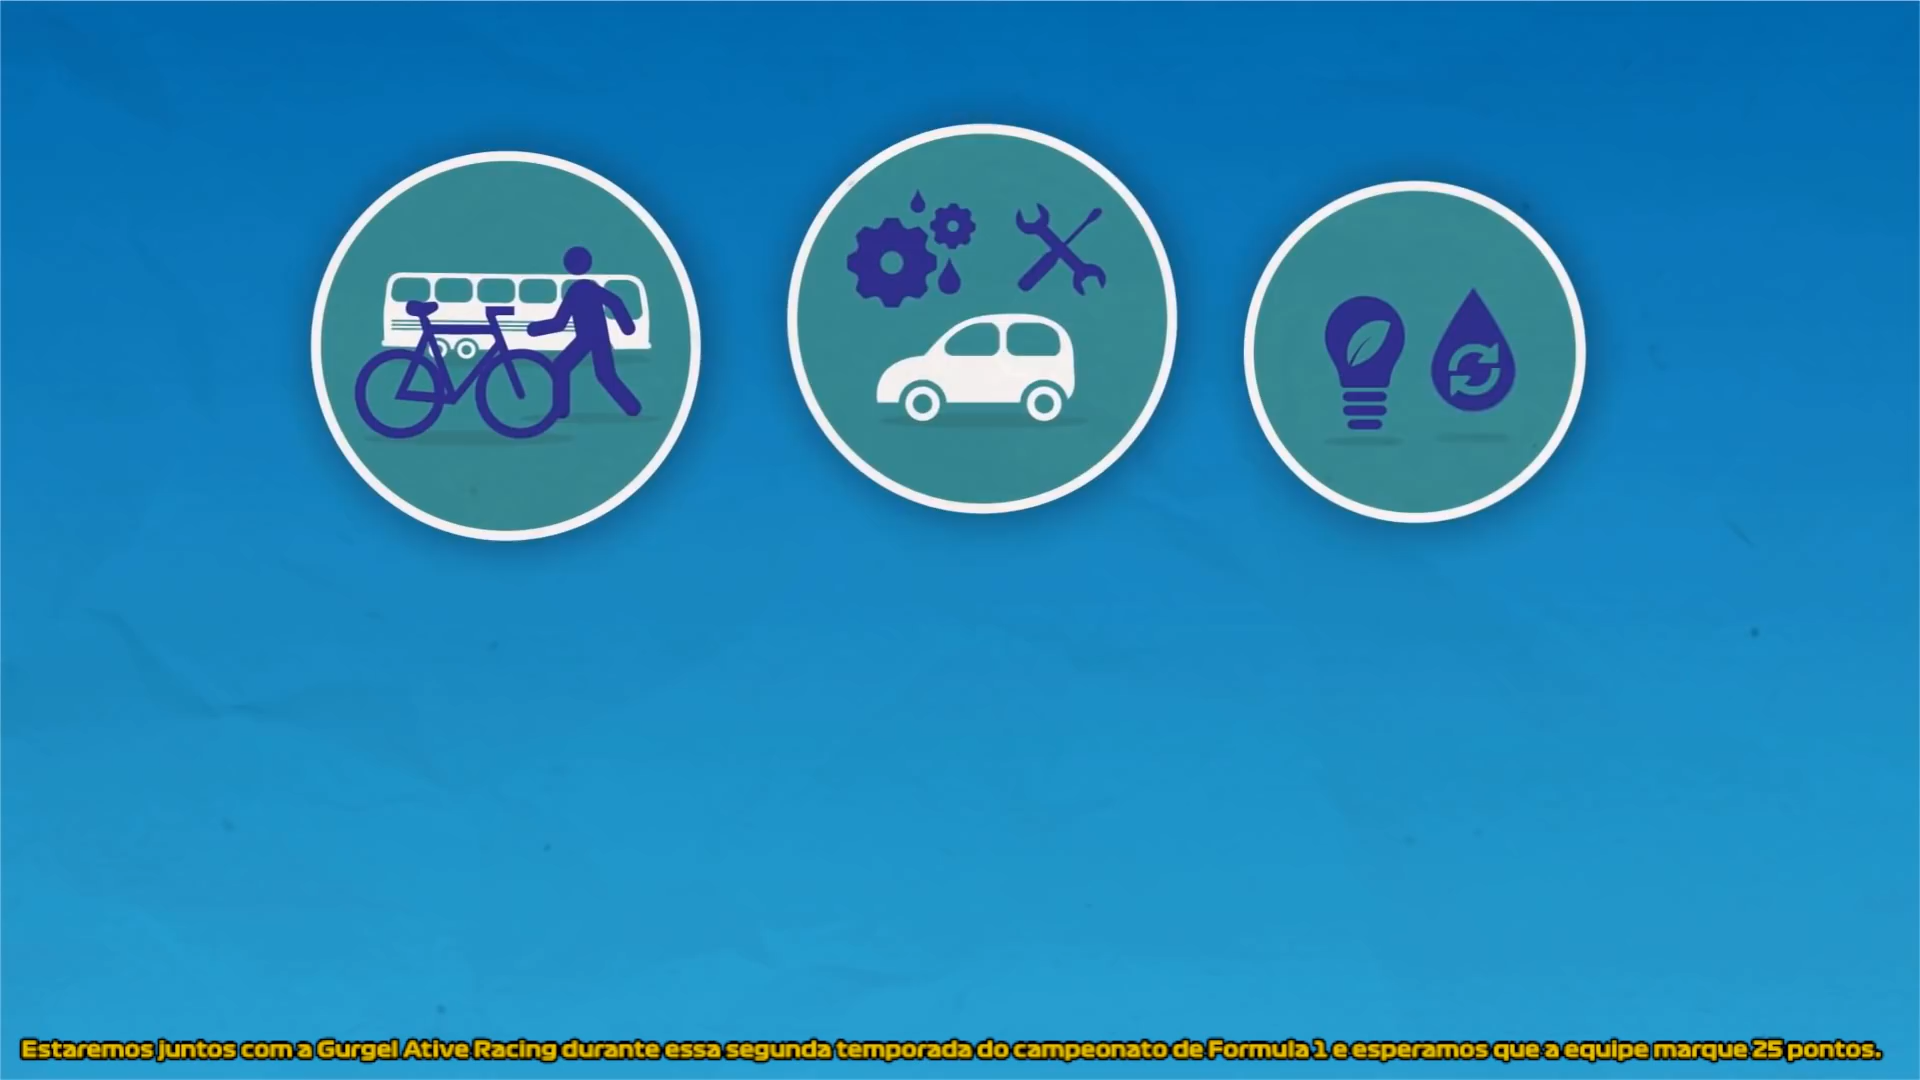 Estaremos juntos com a Gurgel Ative Racing durante essa segunda temporada do campeonato de Formula 1 e esperamos que a equipe marque 25 pontos.